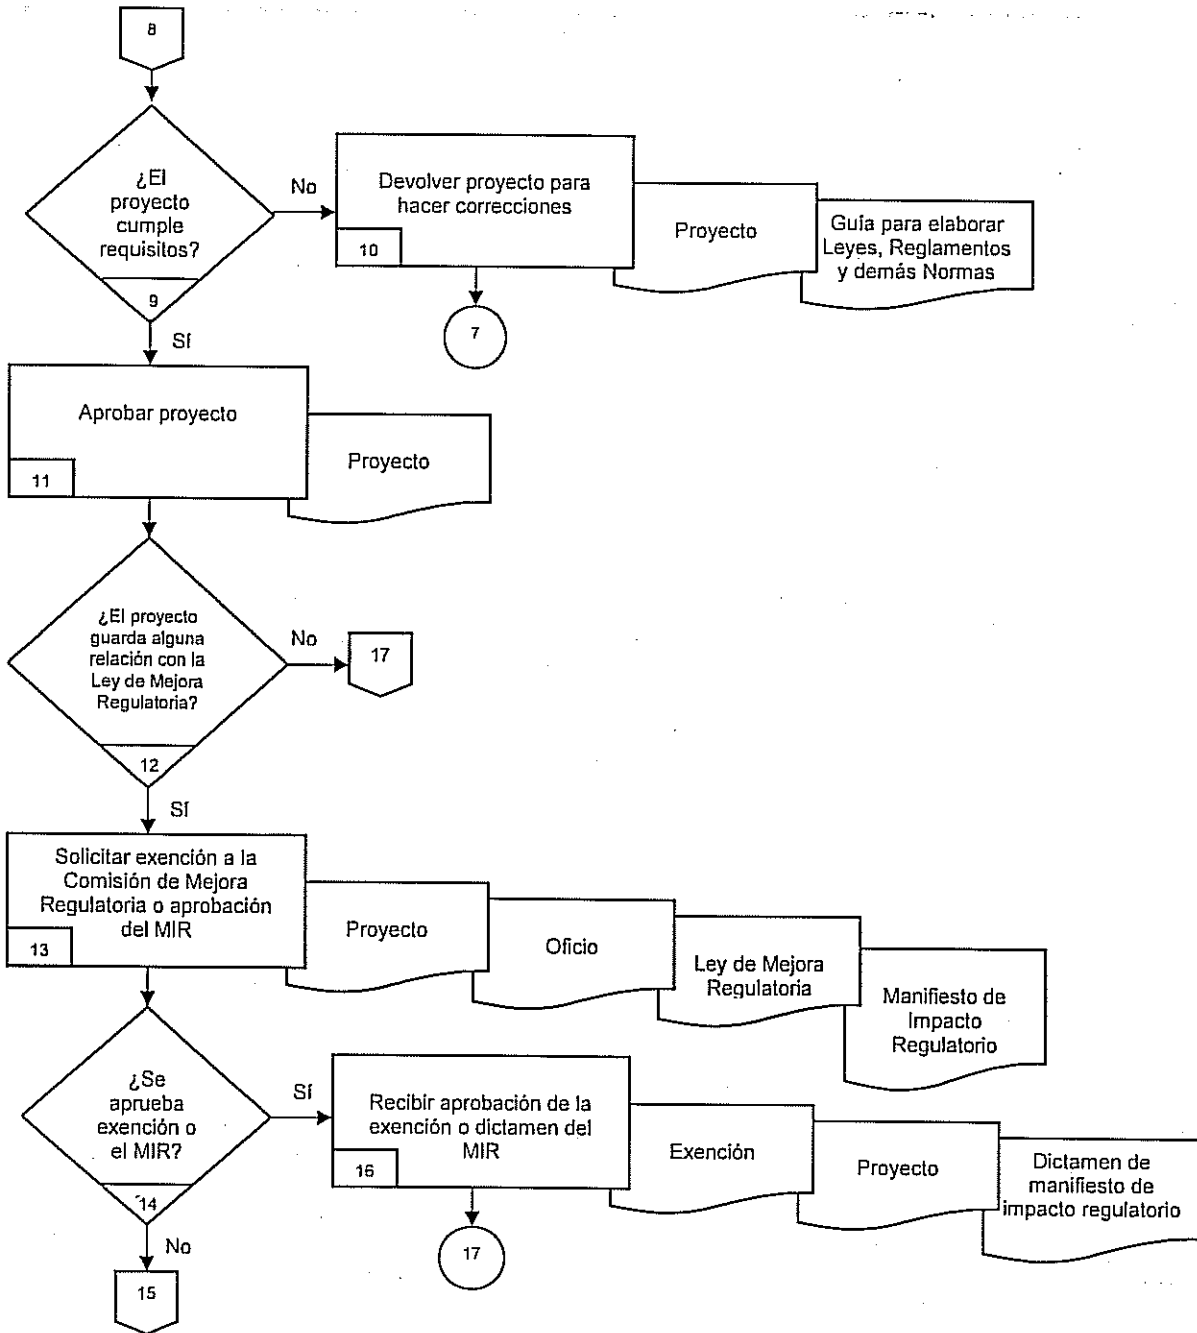 8
¿El
proyecto
cumple
requisitos?
9
No
Devolver proyecto para
hacer correcciones
10
Proyecto
Guía para elaborar
Leyes, Reglamentos
y demás Normas
7
Sí
Aprobar proyecto
11
Proyecto
¿El proyecto
guarda alguna
relación con la
Ley de Mejora
Regulatoria?
12
No
17
Sí
Solicitar exención a la
Comisión de Mejora
Regulatoria o aprobación
del MIR
13
Proyecto
Oficio
Ley de Mejora
Regulatoria
Manifiesto de
Impacto
Regulatorio
¿Se
aprueba
exención o
el MIR?
14
Sí
Recibir aprobación de la
exención o dictamen del
MIR
16
Exención
Proyecto
Dictamen de
manifiesto de
impacto regulatorio
17
No
15